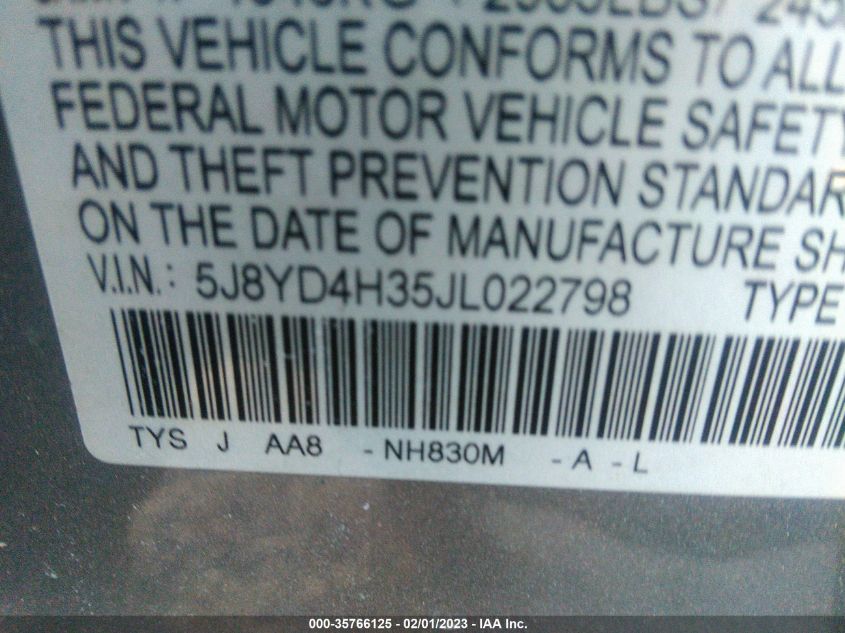 THIS VEHICLE CONFORMS TO ALL
FEDERAL MOTOR VEHICLE SAFETY
AND THEFT PREVENTION STANDAR
ON THE DATE OF MANUFACTURE SH
V.I.N.: 5J8YD4H35JL022798 TYPE
TYS J AA8 - NH830M - A - L
000-35766125 - 02/01/2023 - IAA Inc.